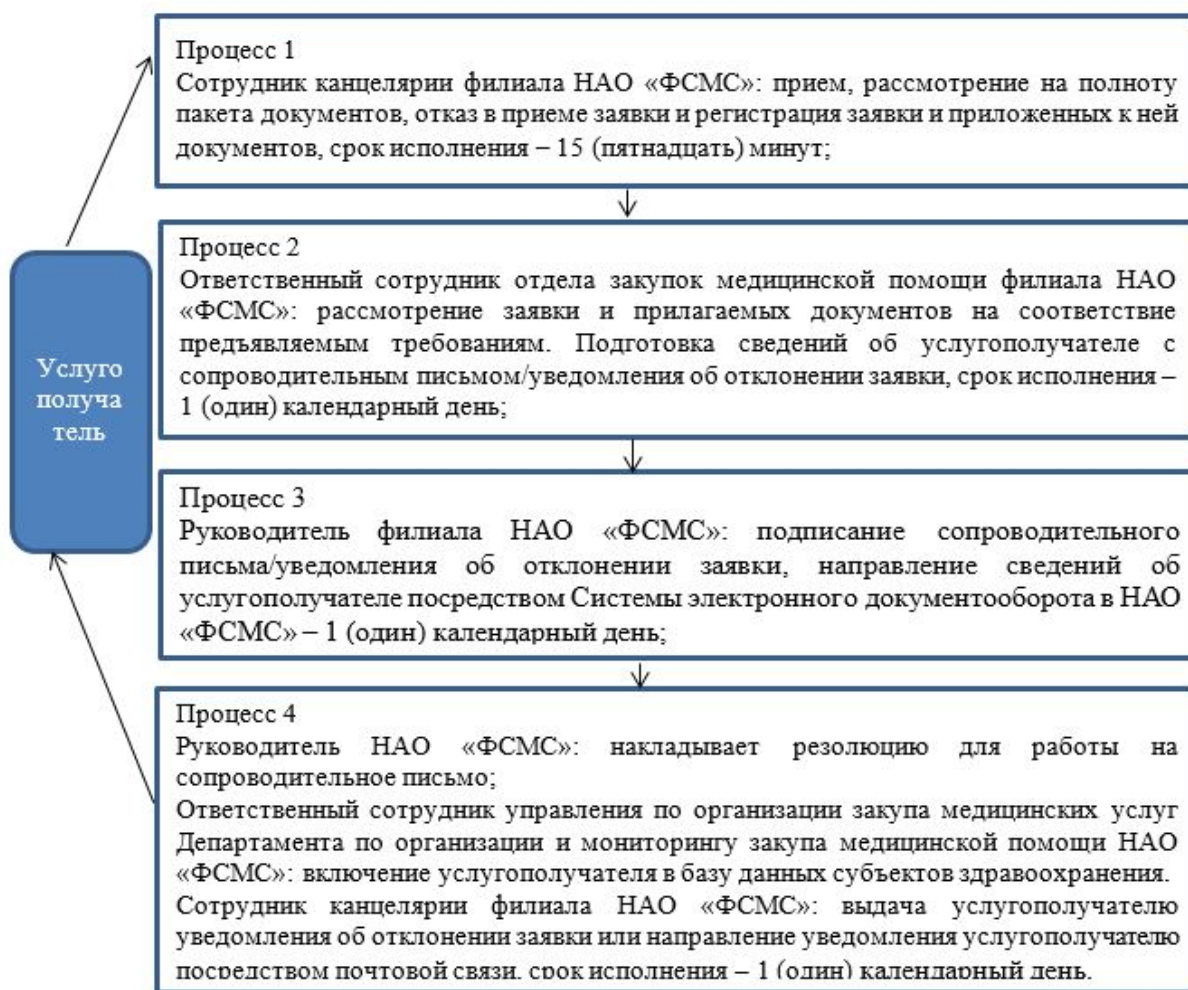 Процесс 1
Сотрудник канцелярии филиала НАО «ФСМС»: прием, рассмотрение на полноту
пакета документов, отказ в приеме заявки и регистрация заявки и приложенных к ней
документов, срок исполнения – 15 (пятнадцать) минут;
Процесс 2
Ответственный сотрудник отдела закупок медицинской помощи филиала НАО
«ФСМС»: рассмотрение заявки и прилагаемых документов на соответствие
предъявляемым требованиям. Подготовка сведений об услугополучателе с
сопроводительным письмом/уведомления об отклонении заявки, срок исполнения –
1 (один) календарный день;
Услуго
получа
тель
Процесс 3
Руководитель филиала НАО «ФСМС»: подписание сопроводительного
письма/уведомления об отклонении заявки, направление сведений об
услугополучателе посредством Системы электронного документооборота в НАО
«ФСМС» – 1 (один) календарный день;
Процесс 4
Руководитель НАО «ФСМС»: накладывает резолюцию для работы на
сопроводительное письмо;
Ответственный сотрудник управления по организации закупа медицинских услуг
Департамента по организации и мониторингу закупа медицинской помощи НАО
«ФСМС»: включение услугополучателя в базу данных субъектов здравоохранения.
Сотрудник канцелярии филиала НАО «ФСМС»: выдача услугополучателю
уведомления об отклонении заявки или направление уведомления услугополучателю
посредством почтовой связи, срок исполнения – 1 (один) календарный день.